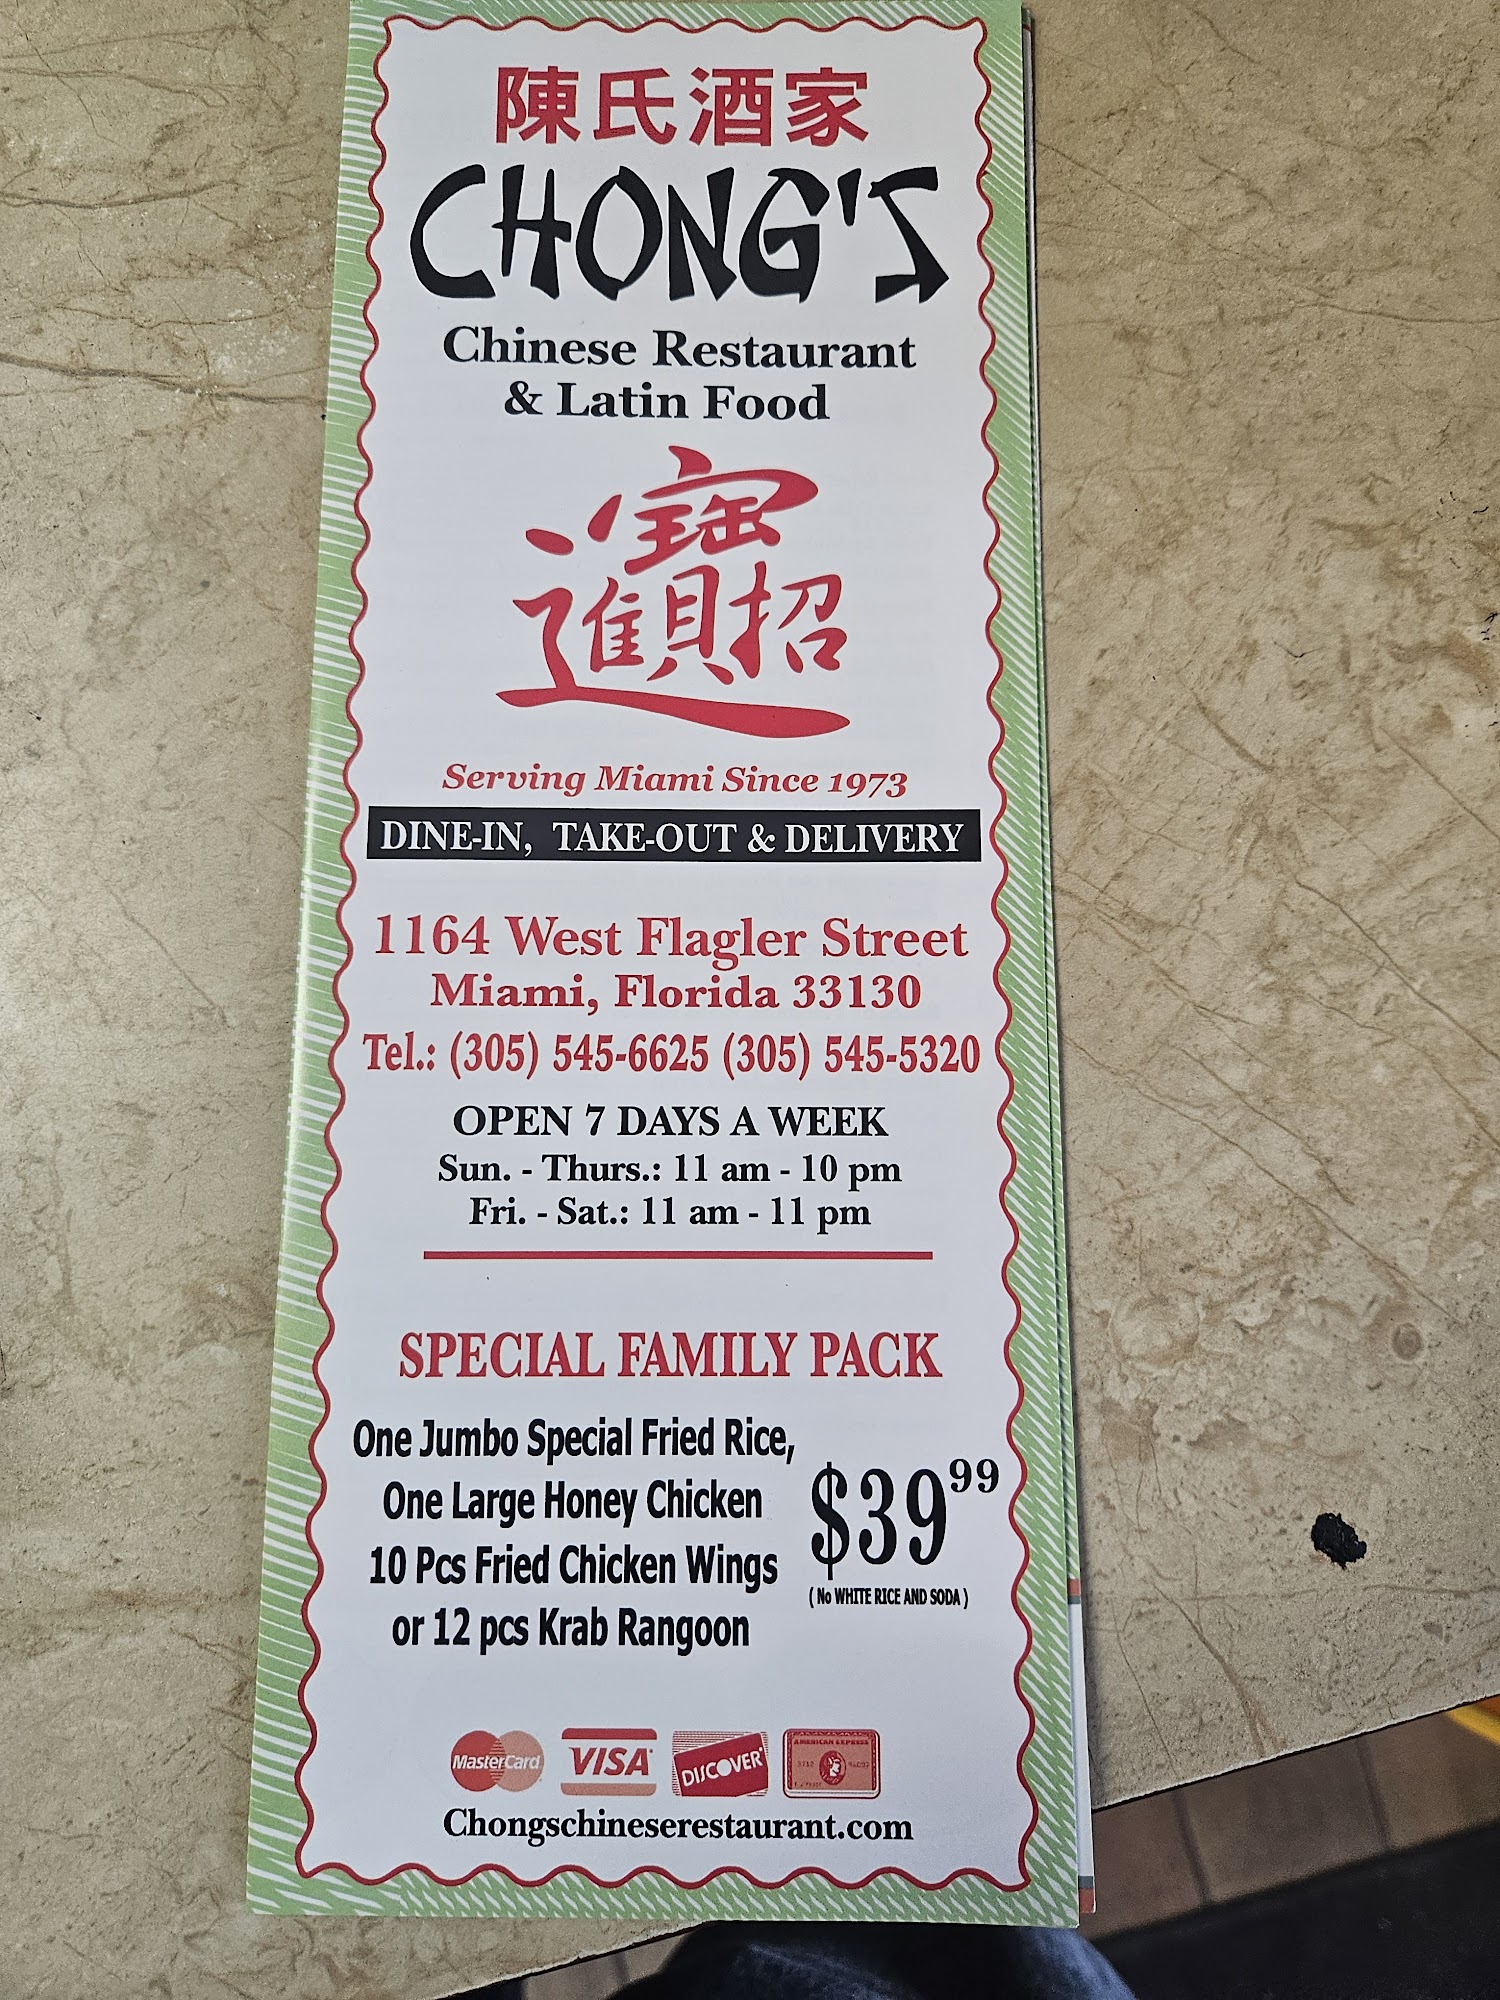 陳氏酒家
CHONG'S
Chinese Restaurant
& Latin Food
招財進寶
Serving Miami Since 1973
DINE-IN, TAKE-OUT & DELIVERY
1164 West Flagler Street
Miami, Florida 33130
Tel.: (305) 545-6625 (305) 545-5320
OPEN 7 DAYS A WEEK
Sun. - Thurs.: 11 am - 10 pm
Fri. - Sat.: 11 am - 11 pm
SPECIAL FAMILY PACK
One Jumbo Special Fried Rice,
One Large Honey Chicken
10 Pcs Fried Chicken Wings
or 12 pcs Krab Rangoon
$39⁹⁹
( No WHITE RICE AND SODA )
MasterCard VISA DISCOVER AMERICAN EXPRESS
Chongschineserestaurant.com